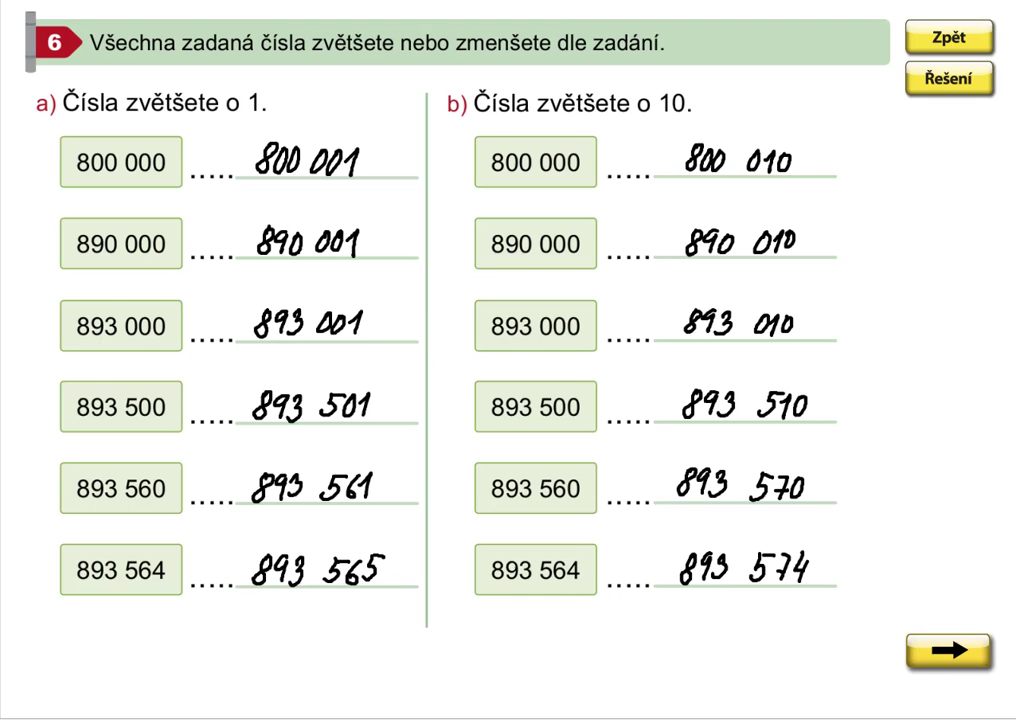 6 Všechna zadaná čísla zvětšete nebo zmenšete dle zadání.
Zpět
Řešení
a) Čísla zvětšete o 1.
800 000 ..... 800 001
890 000 ..... 890 001
893 000 ..... 893 001
893 500 ..... 893 501
893 560 ..... 893 561
893 564 ..... 893 565
b) Čísla zvětšete o 10.
800 000 ..... 800 010
890 000 ..... 890 010
893 000 ..... 893 010
893 500 ..... 893 510
893 560 ..... 893 570
893 564 ..... 893 574